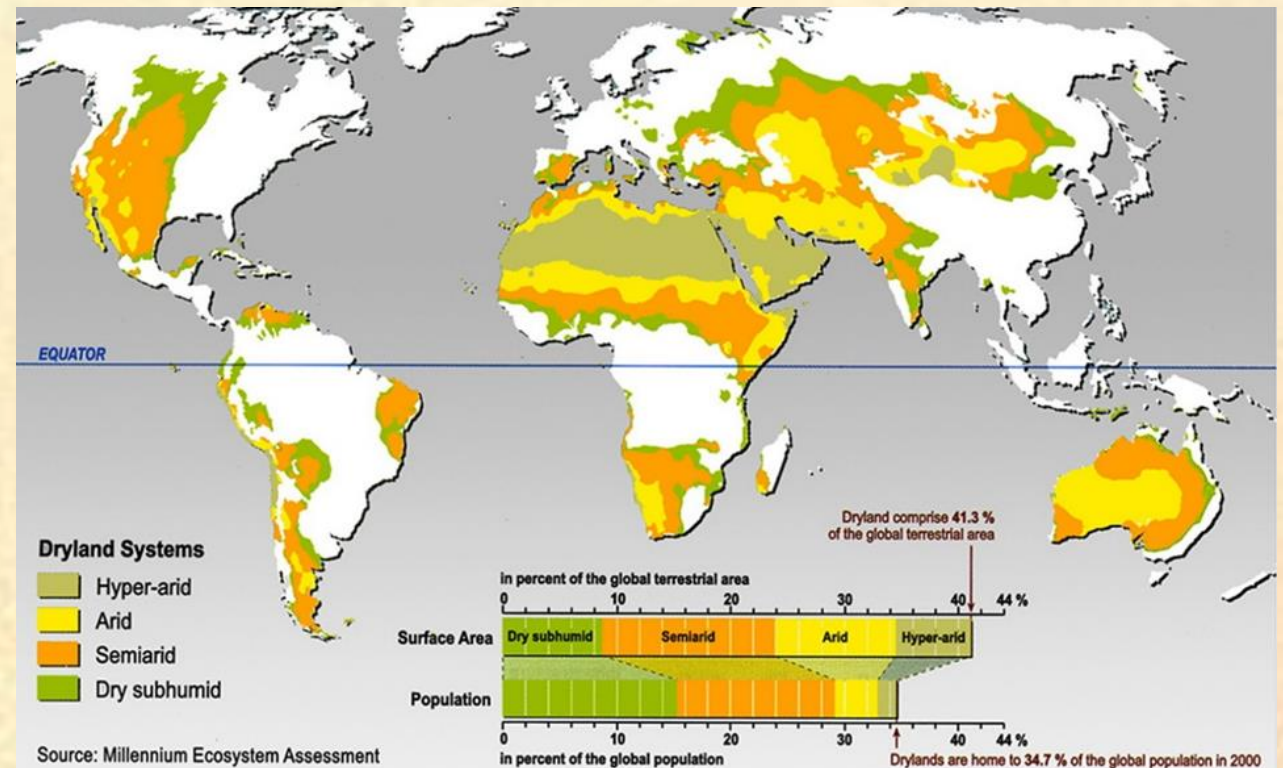 EQUATOR
Dryland Systems
Hyper-arid
Arid
Semiarid
Dry subhumid
Source: Millennium Ecosystem Assessment
Dryland comprise 41.3 %
of the global terrestrial area
in percent of the global terrestrial area
0 10 20 30 40 44 %
Surface Area Dry subhumid Semiarid Arid Hyper-arid
Population
0 10 20 30 40 44 %
in percent of the global population
Drylands are home to 34.7 % of the global population in 2000